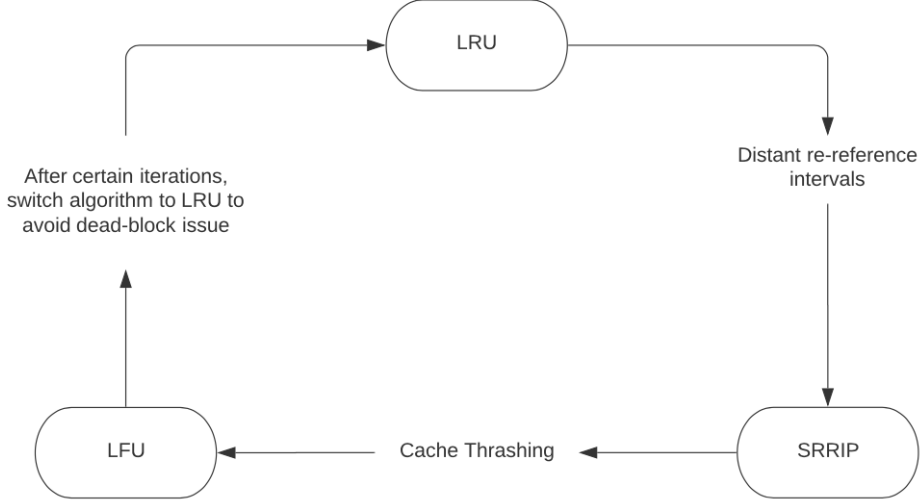 LRU
Distant re-reference
intervals
After certain iterations,
switch algorithm to LRU to
avoid dead-block issue
LFU
Cache Thrashing
SRRIP